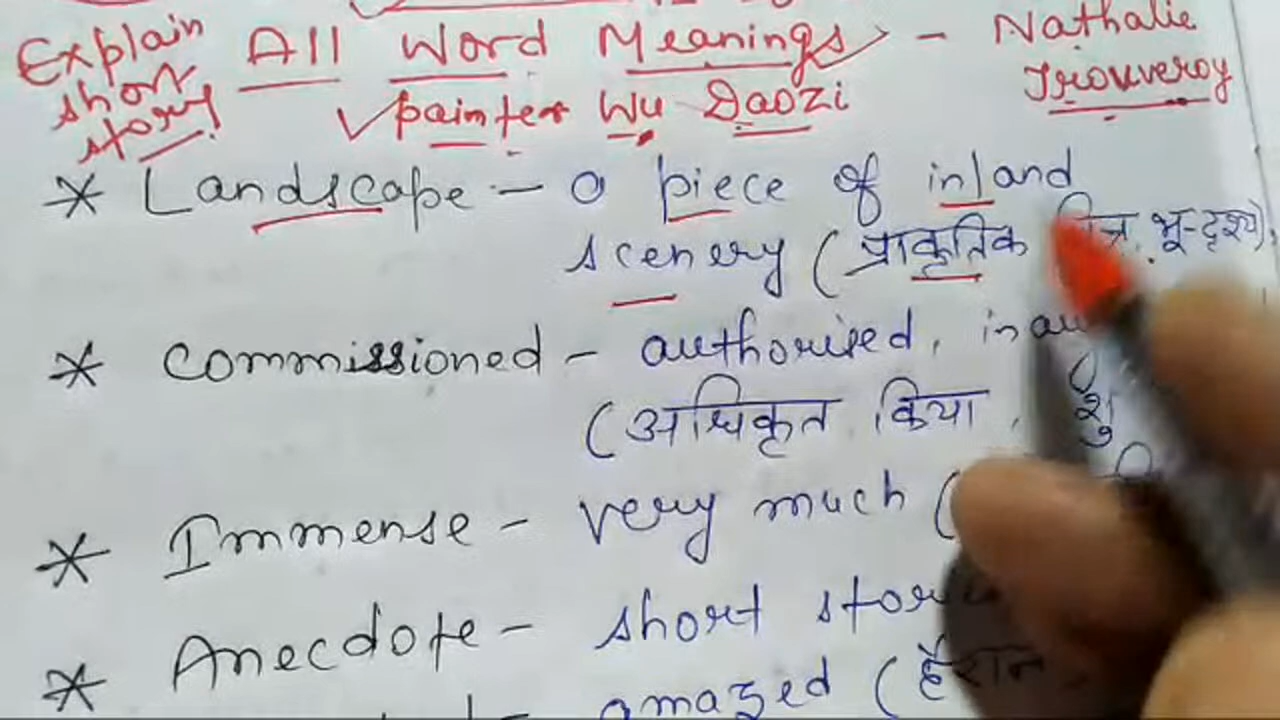 Explain short story All Word Meanings - Nathalie Trouveroy
painter Wu Daozi
* Landscape - a piece of inland
scenery (प्राकृतिक भू-दृश्य)
* Commissioned - authorised,
(अधिकृत किया,
* Immense - very much (
* Anecdote - short
amazed (हैरान